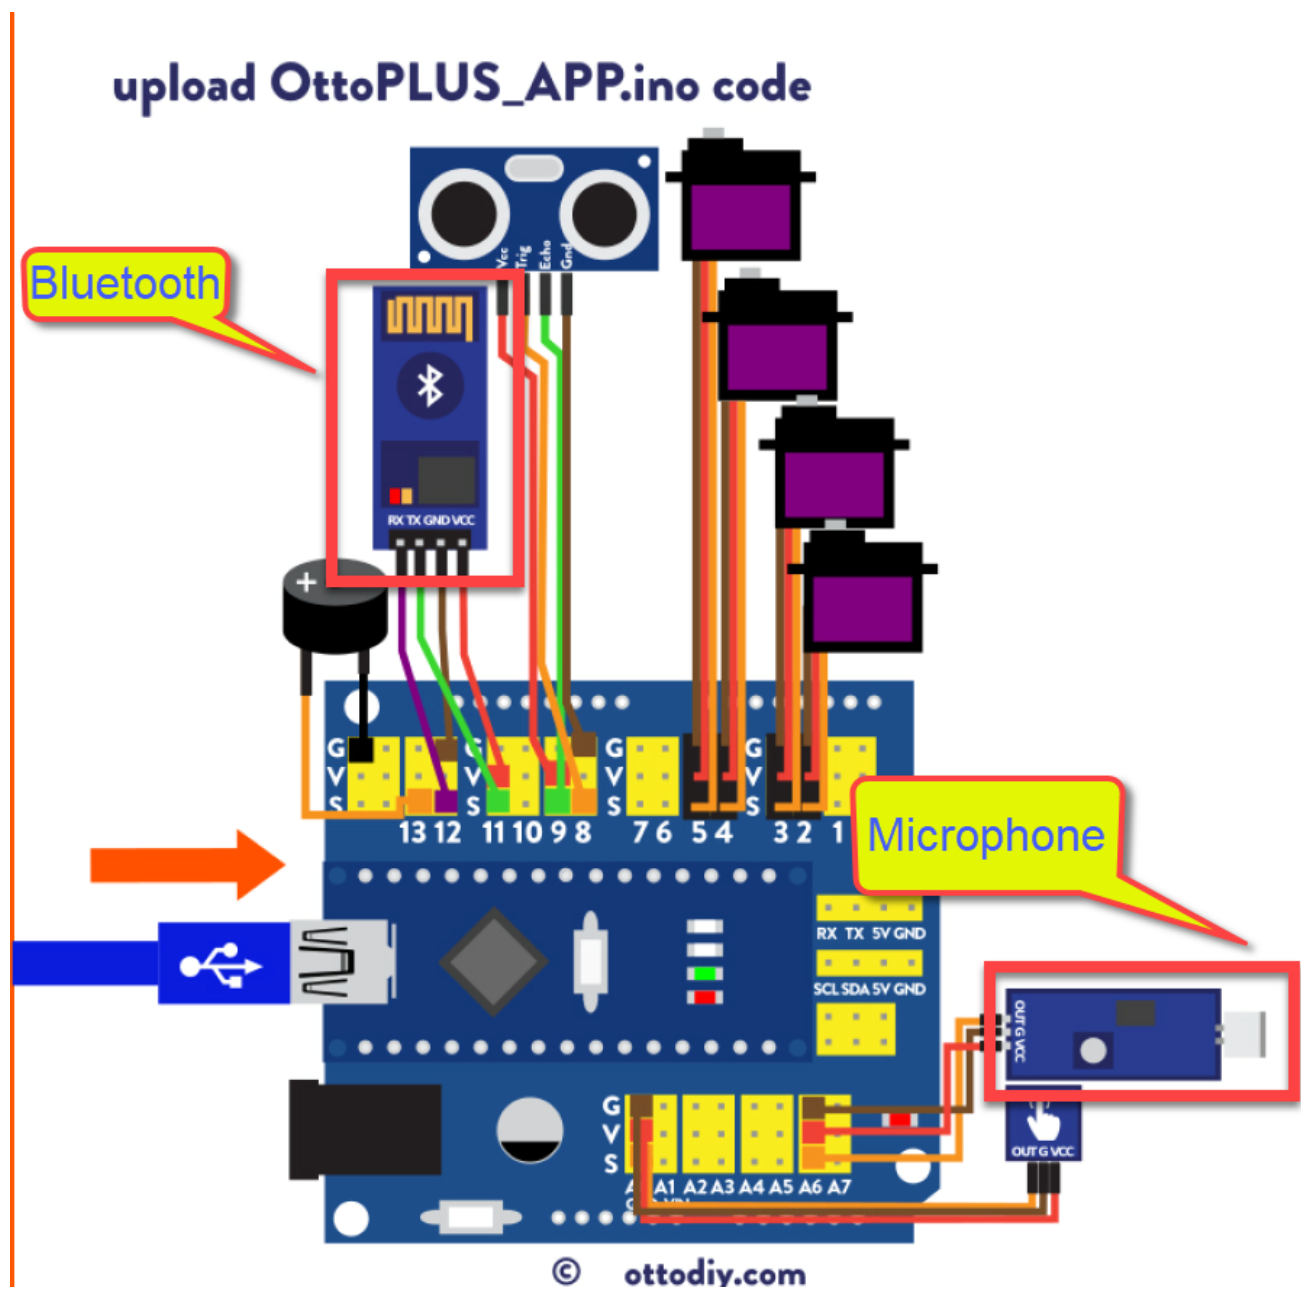 upload OttoPLUS_APP.ino code
Vcc Trig Echo Gnd
Bluetooth
RX TX GND VCC
+
G G G G
V V V V
S S S S
13 12 11 10 9 8 7 6 5 4 3 2 1
Microphone
RX TX 5V GND
SCL SDA 5V GND
OUT G VCC
G
V
S
A1 A2 A3 A4 A5 A6 A7
OUT G VCC
© ottodiy.com